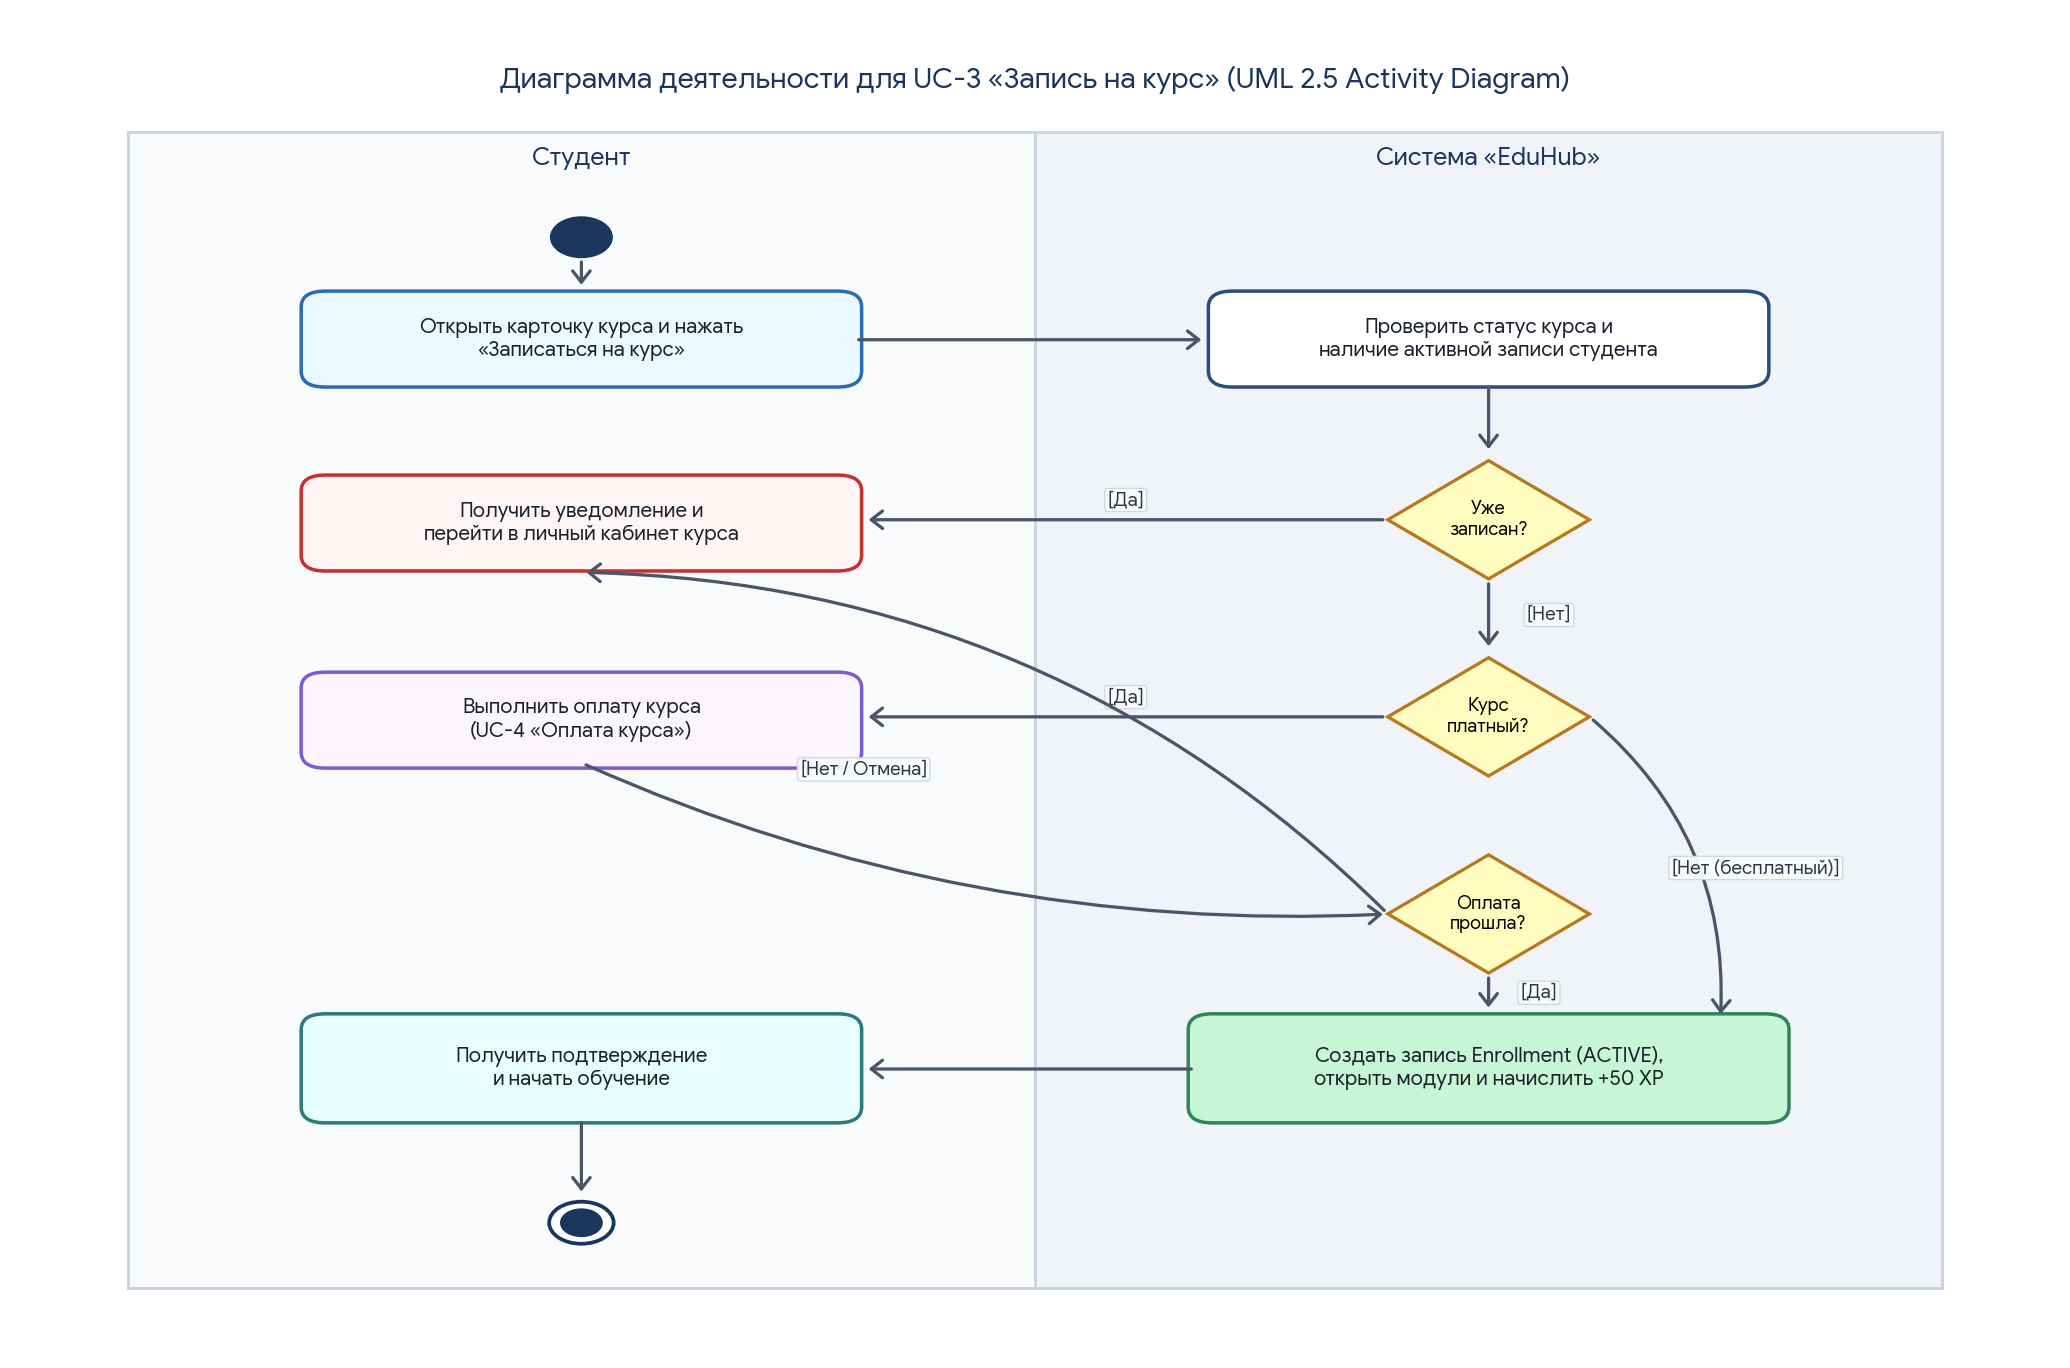 Диаграмма деятельности для UC-3 «Запись на курс» (UML 2.5 Activity Diagram)
Студент
Система «EduHub»
Открыть карточку курса и нажать
«Записаться на курс»
Проверить статус курса и
наличие активной записи студента
Получить уведомление и
перейти в личный кабинет курса
[Да]
Уже
записан?
[Нет]
Выполнить оплату курса
(UC-4 «Оплата курса»)
[Да]
Курс
платный?
[Нет / Отмена]
[Нет (бесплатный)]
Оплата
прошла?
[Да]
Получить подтверждение
и начать обучение
Создать запись Enrollment (ACTIVE),
открыть модули и начислить +50 XP